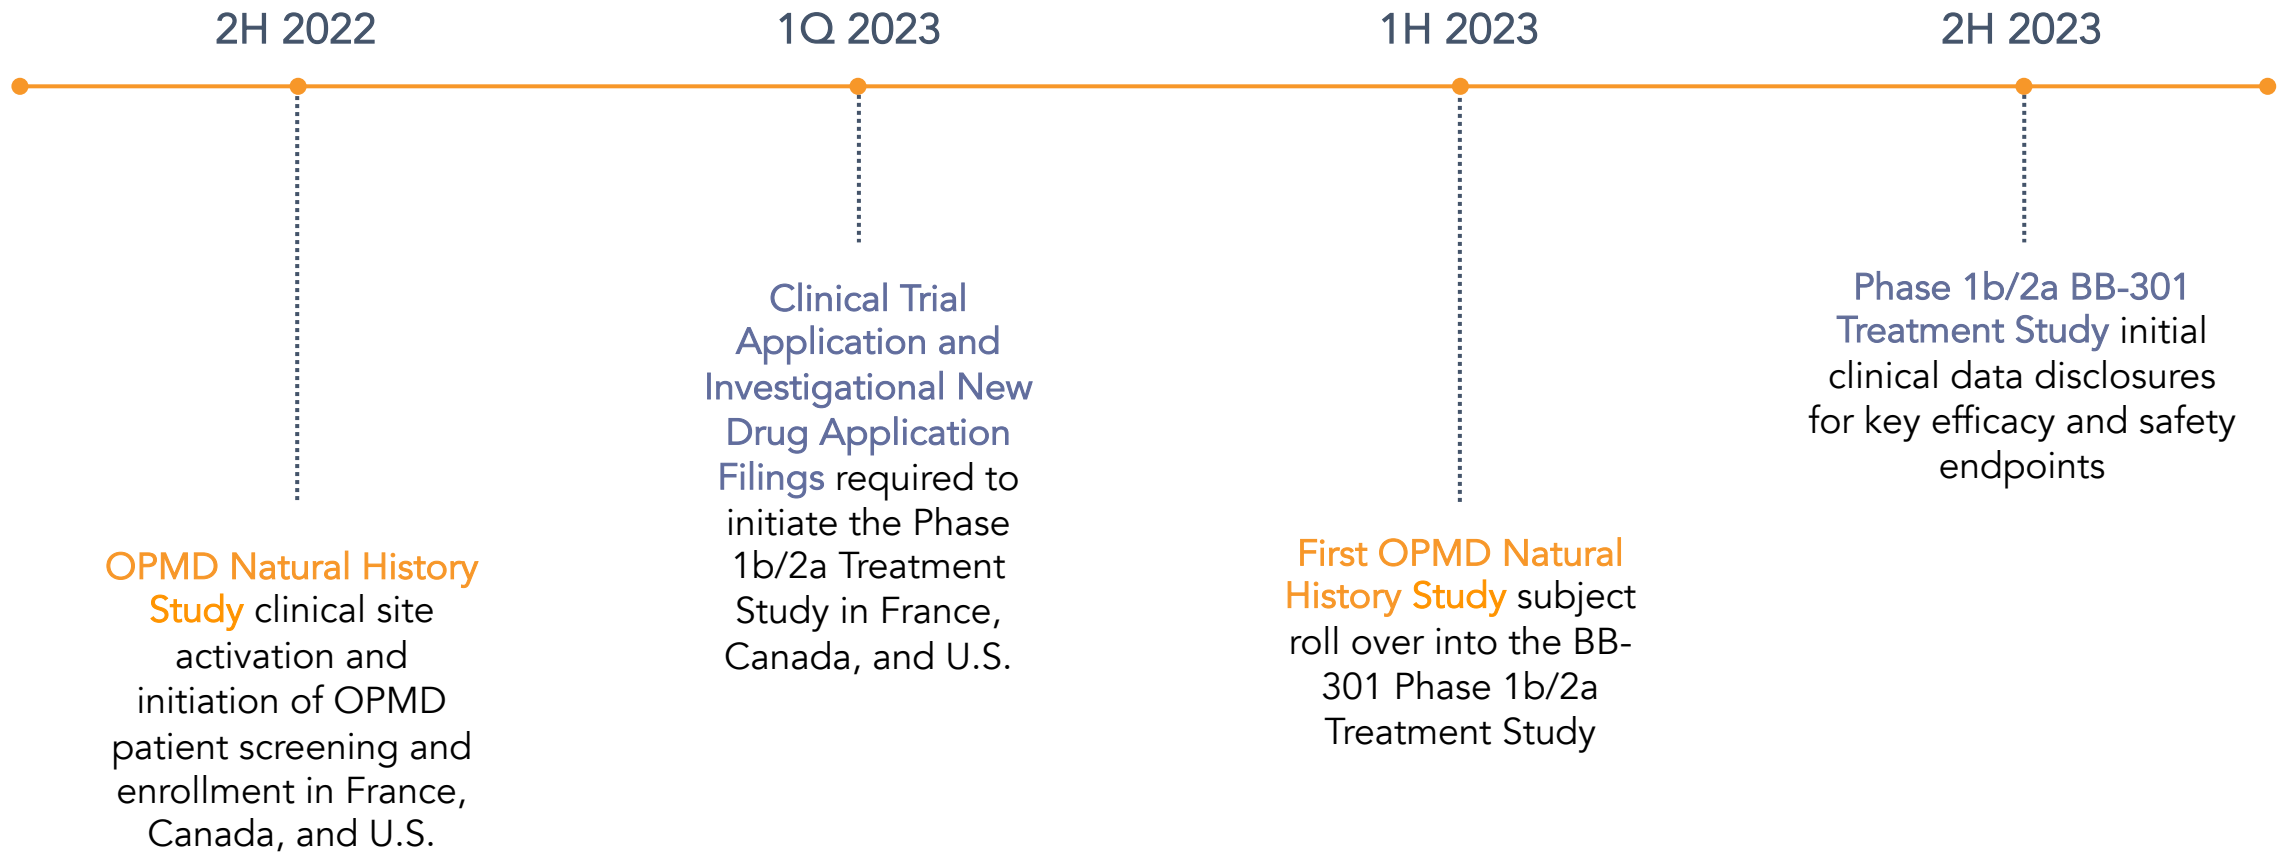 2H 2022
1Q 2023
1H 2023
2H 2023
OPMD Natural History
Study clinical site
activation and
initiation of OPMD
patient screening and
enrollment in France,
Canada, and U.S.
Clinical Trial
Application and
Investigational New
Drug Application
Filings required to
initiate the Phase
1b/2a Treatment
Study in France,
Canada, and U.S.
First OPMD Natural
History Study subject
roll over into the BB-
301 Phase 1b/2a
Treatment Study
Phase 1b/2a BB-301
Treatment Study initial
clinical data disclosures
for key efficacy and safety
endpoints